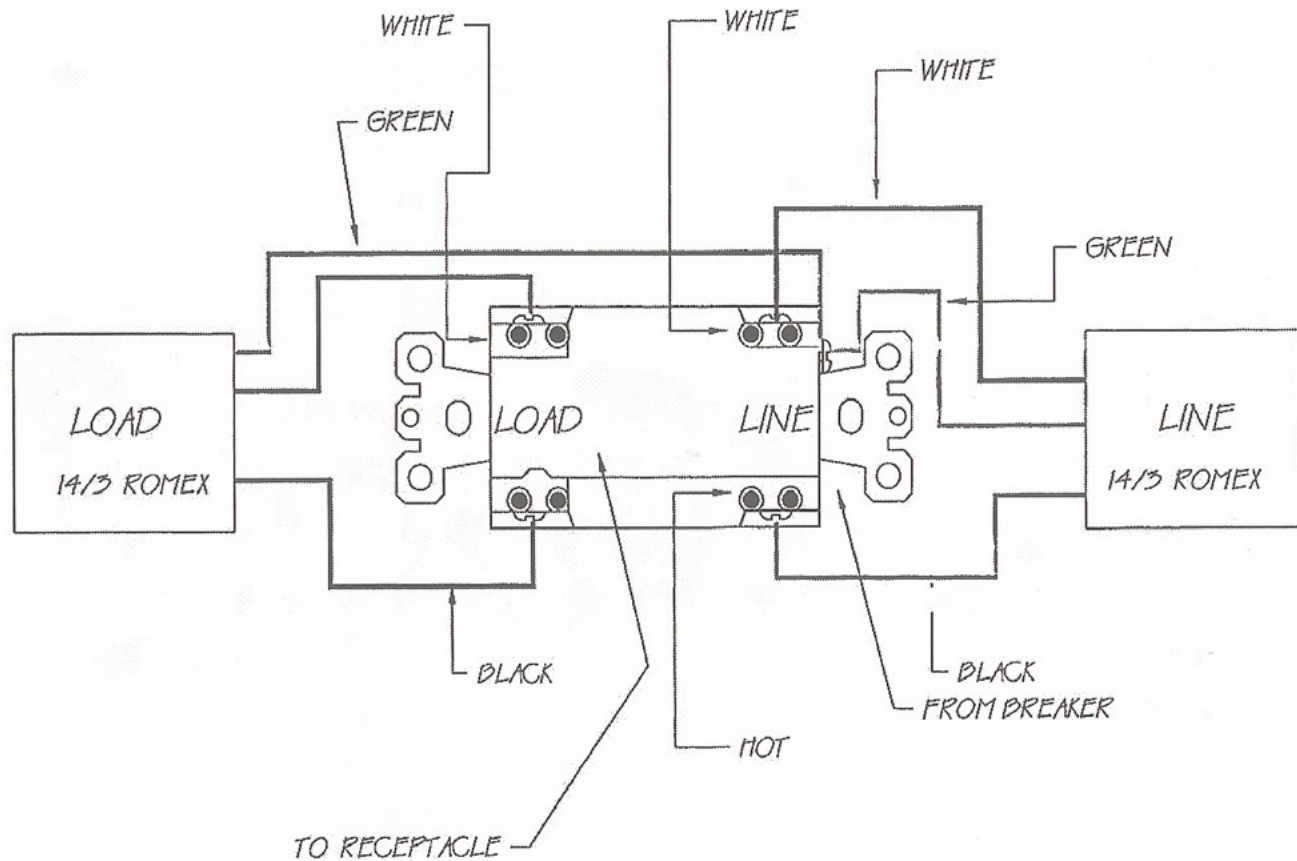 WHITE
WHITE
WHITE
GREEN
GREEN
LOAD
14/3 ROMEX
LOAD
LINE
LINE
14/3 ROMEX
BLACK
BLACK
FROM BREAKER
HOT
TO RECEPTACLE